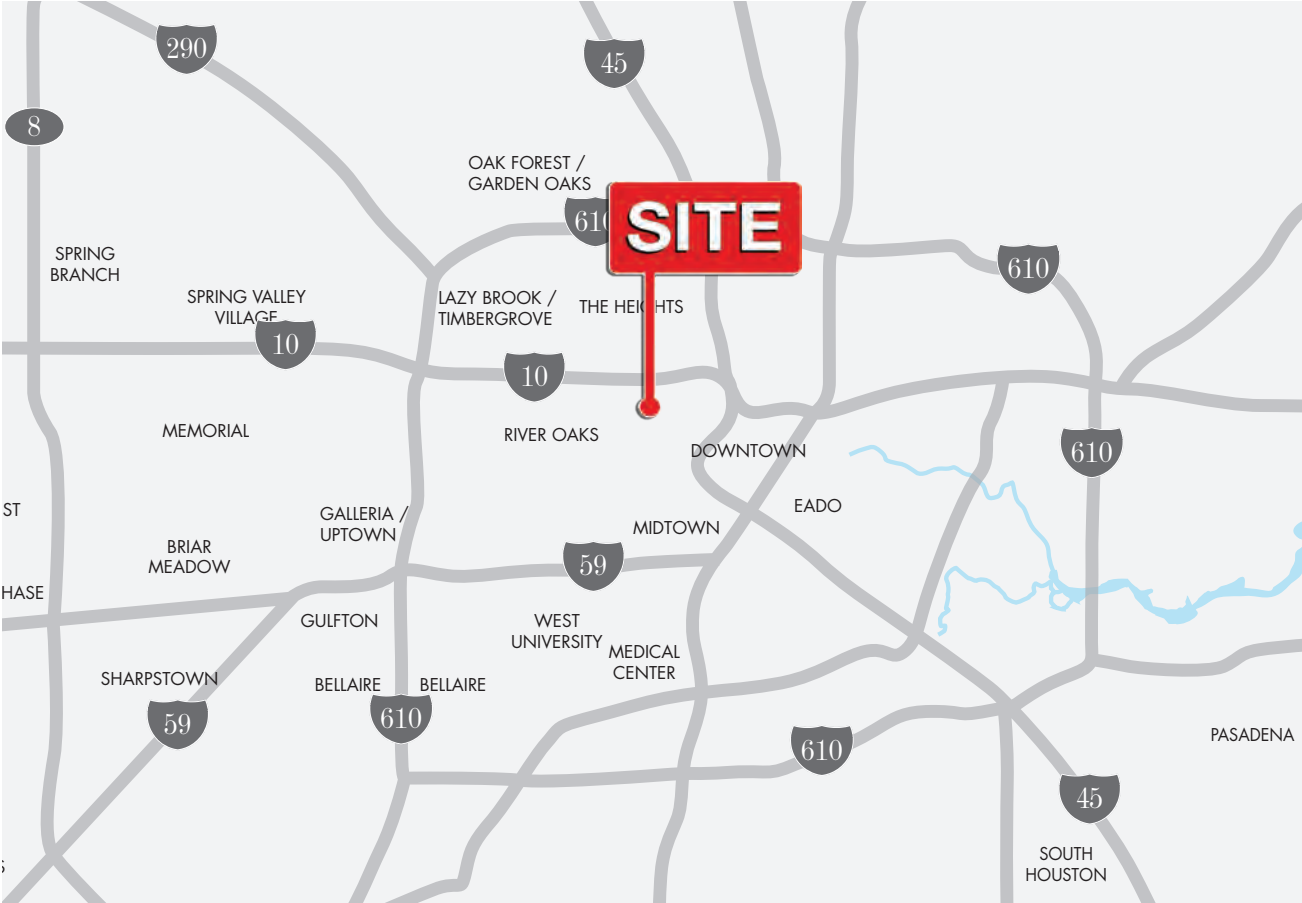 290
45
8
OAK FOREST /
GARDEN OAKS
610
SITE
SPRING
BRANCH
610
SPRING VALLEY
VILLAGE
LAZY BROOK /
TIMBERGROVE
THE HEIGHTS
10
10
MEMORIAL
RIVER OAKS
DOWNTOWN
610
ST
GALLERIA /
UPTOWN
MIDTOWN
EADO
BRIAR
MEADOW
59
HASE
GULFTON
WEST
UNIVERSITY
MEDICAL
CENTER
SHARPSTOWN
BELLAIRE
BELLAIRE
59
610
610
PASADENA
45
SOUTH
HOUSTON
S